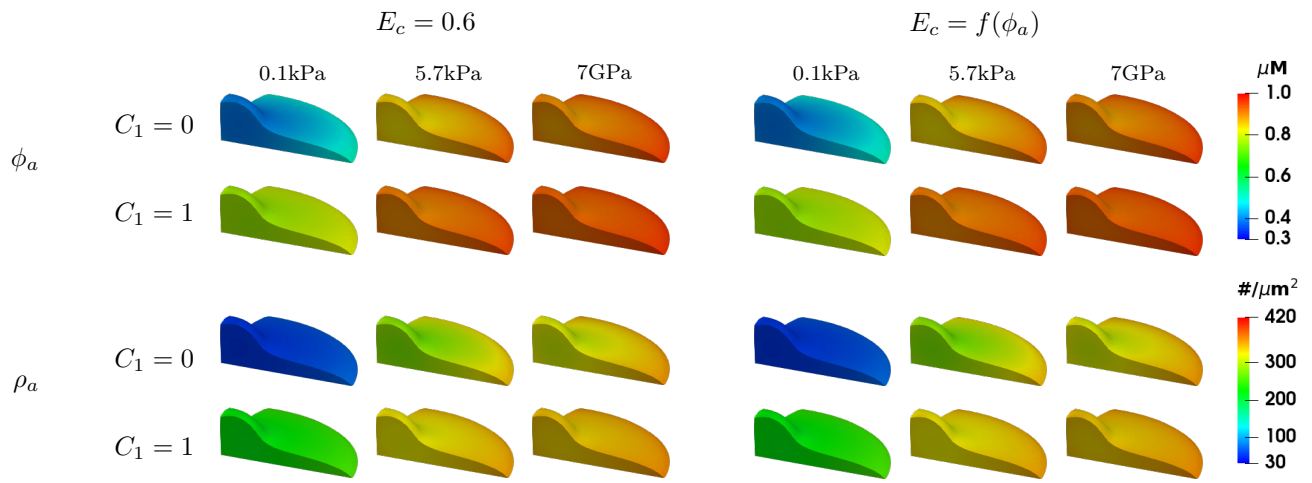 E_c = 0.6 E_c = f(ϕ_a)
0.1kPa 5.7kPa 7GPa 0.1kPa 5.7kPa 7GPa μM
C_1 = 0
ϕ_a
C_1 = 1
1.0
0.8
0.6
0.4
0.3
#/μm²
C_1 = 0
ρ_a
C_1 = 1
420
300
200
100
30